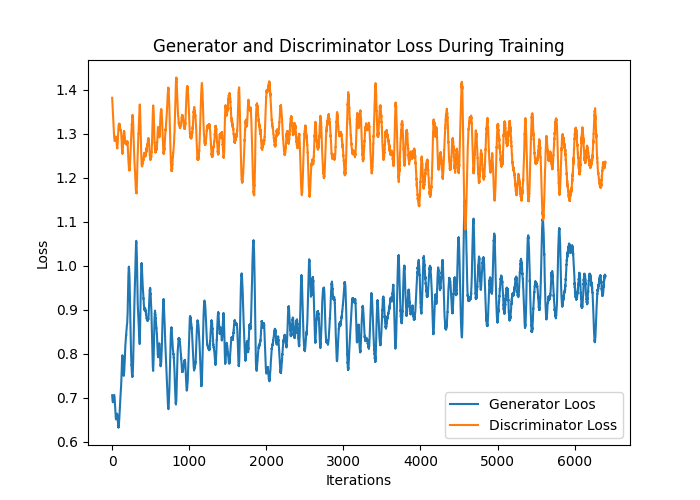 Generator and Discriminator Loss During Training
Loss
1.4
1.3
1.2
1.1
1.0
0.9
0.8
0.7
0.6
Generator Loos
Discriminator Loss
0 1000 2000 3000 4000 5000 6000
Iterations